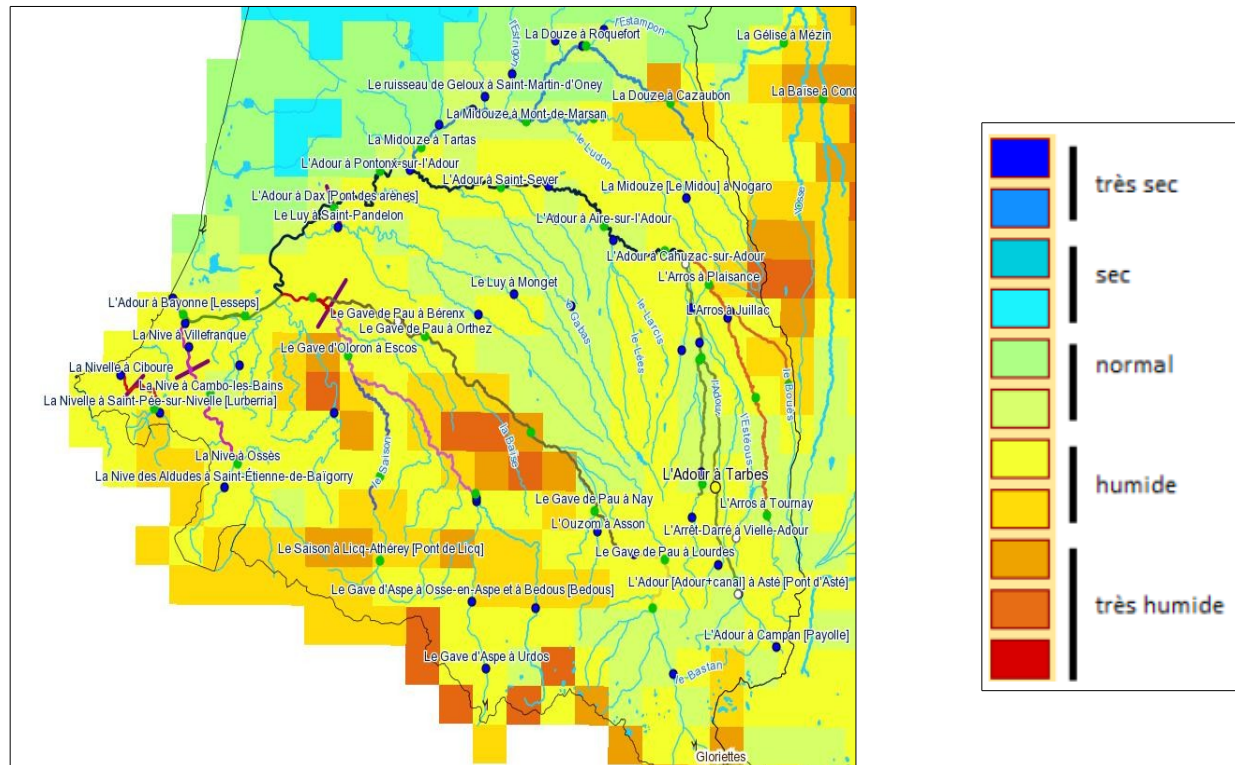 l'Estrigon
l'Estampon
La Douze à Roquefort
La Gélise à Mézin
Le ruisseau de Geloux à Saint-Martin-d'Oney
La Douze à Cazaubon
La Baïse à Cond
La Midouze à Mont-de-Marsan
La Midouze à Tartas
le-Ludon
L'Adour à Pontonx-sur-l'Adour
L'Adour à Saint-Sever
La Midouze [Le Midou] à Nogaro
L'Adour à Dax [Pont des arènes]
l'Osse
Le Luy à Saint-Pandelon
L'Adour à Aire-sur-l'Adour
L'Adour à Cahuzac-sur-Adour
L'Arros à Plaisance
Le Luy à Monget
L'Adour à Bayonne [Lesseps]
le-Gabas
le-Larcis
L'Arros à Juillac
Le Gave de Pau à Bérenx
Le Gave de Pau à Orthez
La Nive à Villefranque
le-Lées
Le Gave d'Oloron à Escos
La Nivelle à Ciboure
La Nive à Cambo-les-Bains
le-Bouès
La Nivelle à Saint-Pée-sur-Nivelle [Lurberria]
l'Adour
l'Estéous
la-Baïse
La Nive à Ossès
le-Saison
La Nive des Aldudes à Saint-Étienne-de-Baïgorry
L'Adour à Tarbes
Le Gave de Pau à Nay
L'Arros à Tournay
L'Ouzom à Asson
L'Arrêt-Darré à Vielle-Adour
Le Saison à Licq-Athérey [Pont de Licq]
Le Gave de Pau à Lourdes
Le Gave d'Aspe à Osse-en-Aspe et à Bedous [Bedous]
L'Adour [Adour+canal] à Asté [Pont d'Asté]
L'Adour à Campan [Payolle]
Le Gave d'Aspe à Urdos
le-Bastan
Gloriettes
très sec
sec
normal
humide
très humide